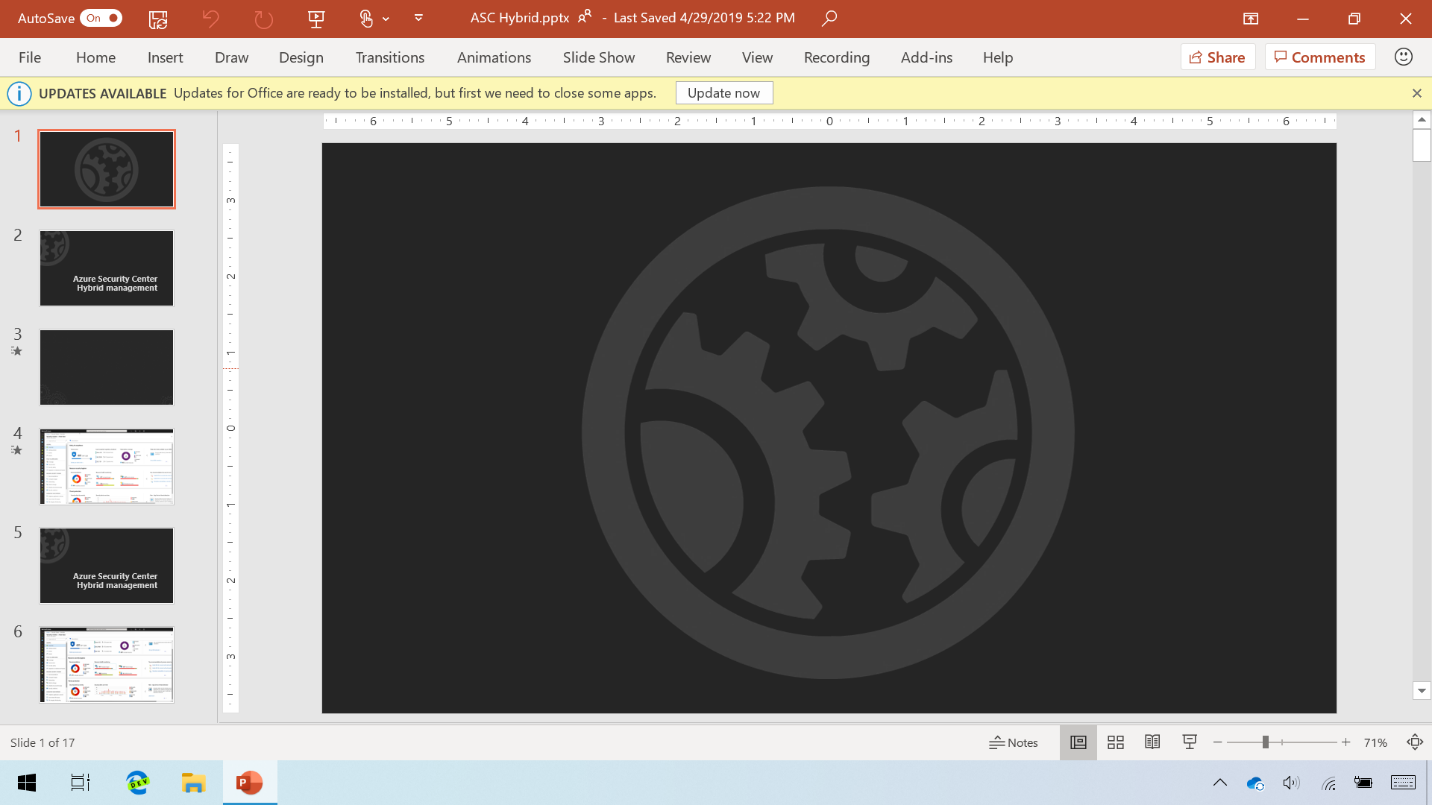 AutoSave On ASC Hybrid.pptx - Last Saved 4/29/2019 5:22 PM
File Home Insert Draw Design Transitions Animations Slide Show Review View Recording Add-ins Help Share Comments
UPDATES AVAILABLE Updates for Office are ready to be installed, but first we need to close some apps. Update now
6 5 4 3 2 1 0 1 2 3 4 5 6
3
2
1
0
1
2
3
1
2
Azure Security Center
Hybrid management
3
4
5
Azure Security Center
Hybrid management
6
Slide 1 of 17 Notes 71%
DEV
P